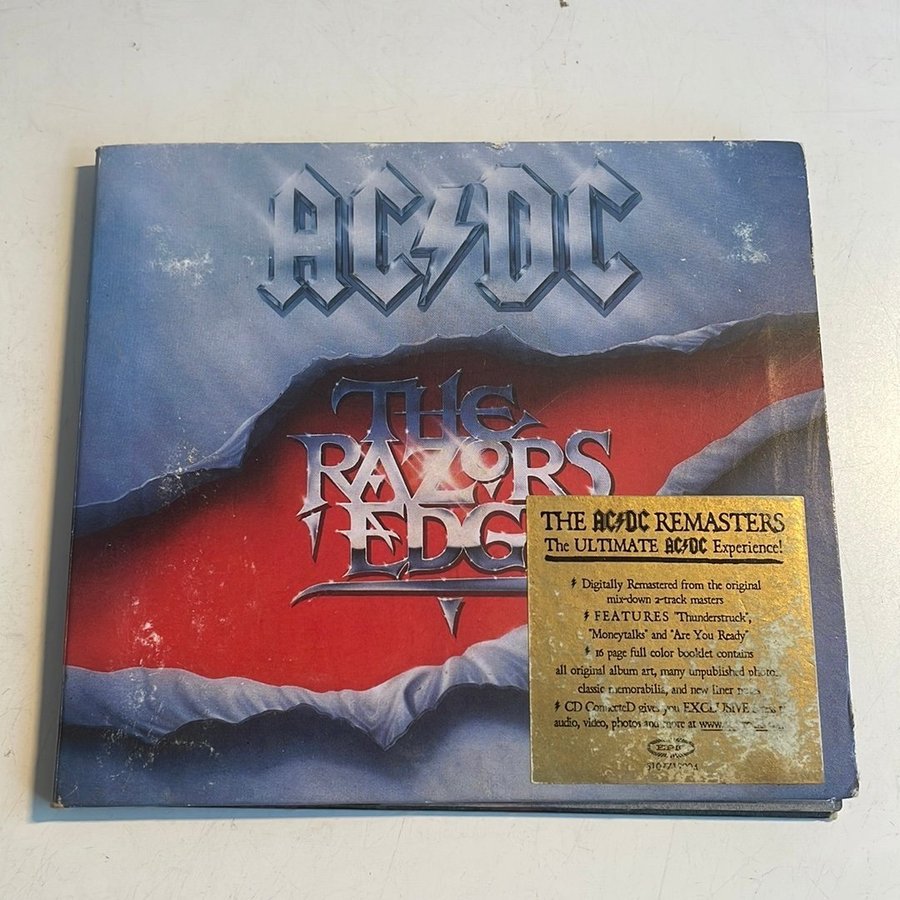 AC/DC
THE
RAZORS
EDGE
THE AC/DC REMASTERS
The ULTIMATE AC/DC Experience!
Digitally Remastered from the original
mix-down 2-track masters
FEATURES "Thunderstruck",
"Moneytalks" and "Are You Ready"
16 page full color booklet contains
all original album art, many unpublished photo
classic memorabilia, and new liner
CD ConnecteD gives you EXCLUSIVE
audio, video, photos and more at www.
EPIC